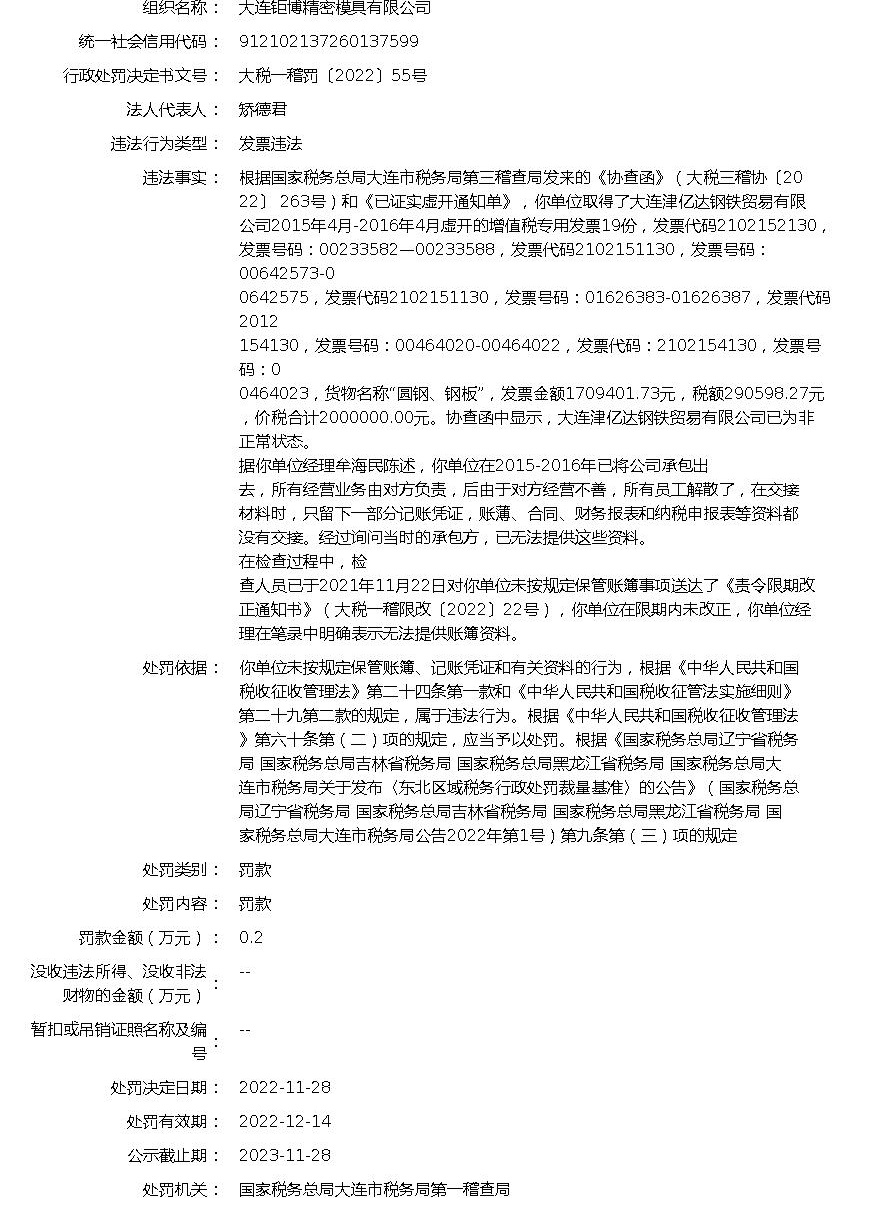 组织名称： 大连钜博精密模具有限公司
统一社会信用代码： 912102137260137599
行政处罚决定书文号： 大税一稽罚〔2022〕55号
法人代表人： 矫德君
违法行为类型： 发票违法
违法事实： 根据国家税务总局大连市税务局第三稽查局发来的《协查函》（大税三稽协〔20
22〕 263号）和《已证实虚开通知单》，你单位取得了大连津亿达钢铁贸易有限
公司2015年4月-2016年4月虚开的增值税专用发票19份，发票代码2102152130，
发票号码：00233582—00233588，发票代码2102151130，发票号码：
00642573-0
0642575，发票代码2102151130，发票号码：01626383-01626387，发票代码
2012
154130，发票号码：00464020-00464022，发票代码：2102154130，发票号
码：0
0464023，货物名称“圆钢、钢板”，发票金额1709401.73元，税额290598.27元
，价税合计2000000.00元。协查函中显示，大连津亿达钢铁贸易有限公司已为非
正常状态。
据你单位经理牟海民陈述，你单位在2015-2016年已将公司承包出
去，所有经营业务由对方负责，后由于对方经营不善，所有员工解散了，在交接
材料时，只留下一部分记账凭证，账薄、合同、财务报表和纳税申报表等资料都
没有交接。经过询问当时的承包方，已无法提供这些资料。
在检查过程中，检
查人员已于2021年11月22日对你单位未按规定保管账簿事项送达了《责令限期改
正通知书》（大税一稽限改〔2022〕22号），你单位在限期内未改正，你单位经
理在笔录中明确表示无法提供账簿资料。
处罚依据： 你单位未按规定保管账簿、记账凭证和有关资料的行为，根据《中华人民共和国
税收征收管理法》第二十四条第一款和《中华人民共和国税收征管法实施细则》
第二十九第二款的规定，属于违法行为。根据《中华人民共和国税收征收管理法
》第六十条第（二）项的规定，应当予以处罚。根据《国家税务总局辽宁省税务
局 国家税务总局吉林省税务局 国家税务总局黑龙江省税务局 国家税务总局大
连市税务局关于发布〈东北区域税务行政处罚裁量基准〉的公告》（国家税务总
局辽宁省税务局 国家税务总局吉林省税务局 国家税务总局黑龙江省税务局 国
家税务总局大连市税务局公告2022年第1号）第九条第（三）项的规定
处罚类别： 罚款
处罚内容： 罚款
罚款金额（万元）： 0.2
没收违法所得、没收非法
财物的金额（万元）： --
暂扣或吊销证照名称及编
号： --
处罚决定日期： 2022-11-28
处罚有效期： 2022-12-14
公示截止期： 2023-11-28
处罚机关： 国家税务总局大连市税务局第一稽查局